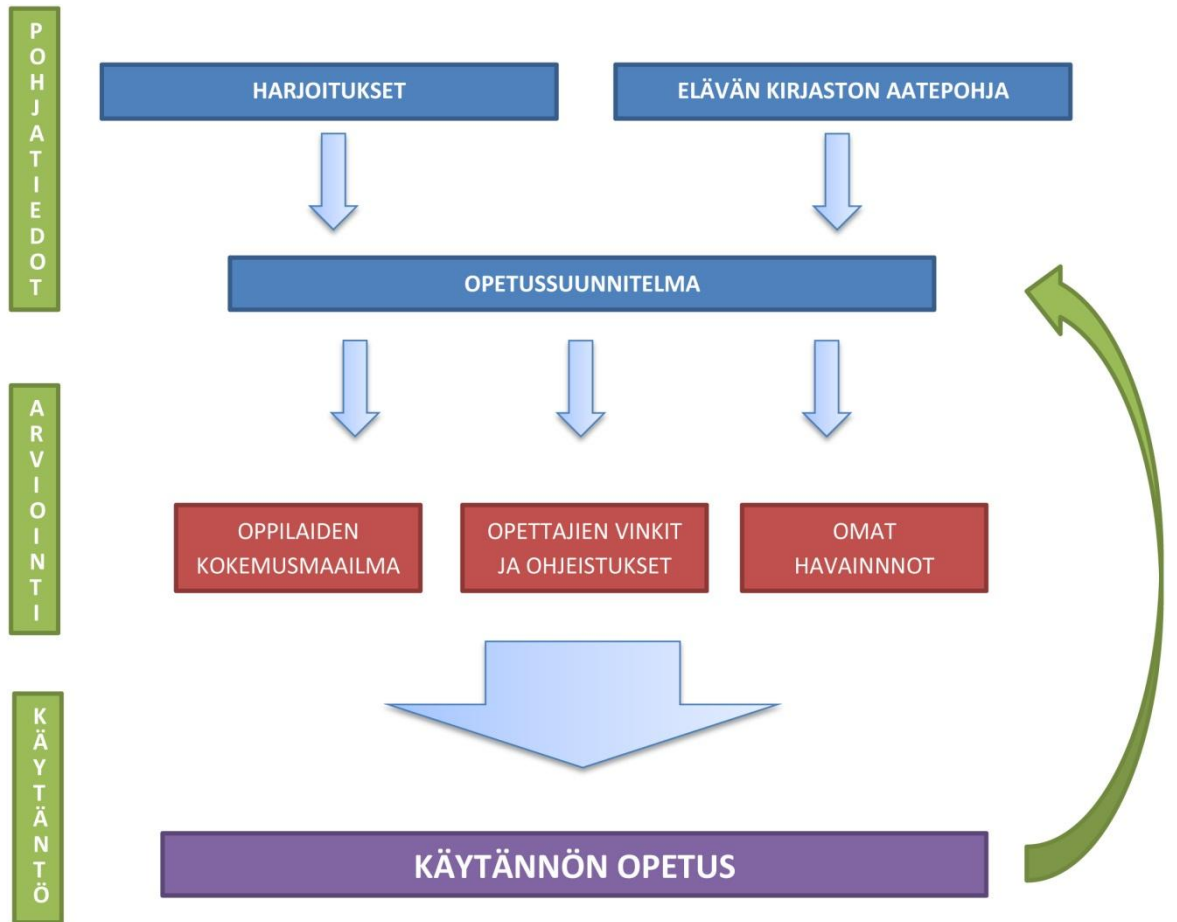 POHJATIEDOT
HARJOITUKSET
ELÄVÄN KIRJASTON AATEPOHJA
OPETUSSUUNNITELMA
ARVIOINTI
OPPILAIDEN
KOKEMUSMAAILMA
OPETTAJIEN VINKIT
JA OHJEISTUKSET
OMAT
HAVAINNNOT
KÄYTÄNTÖ
KÄYTÄNNÖN OPETUS